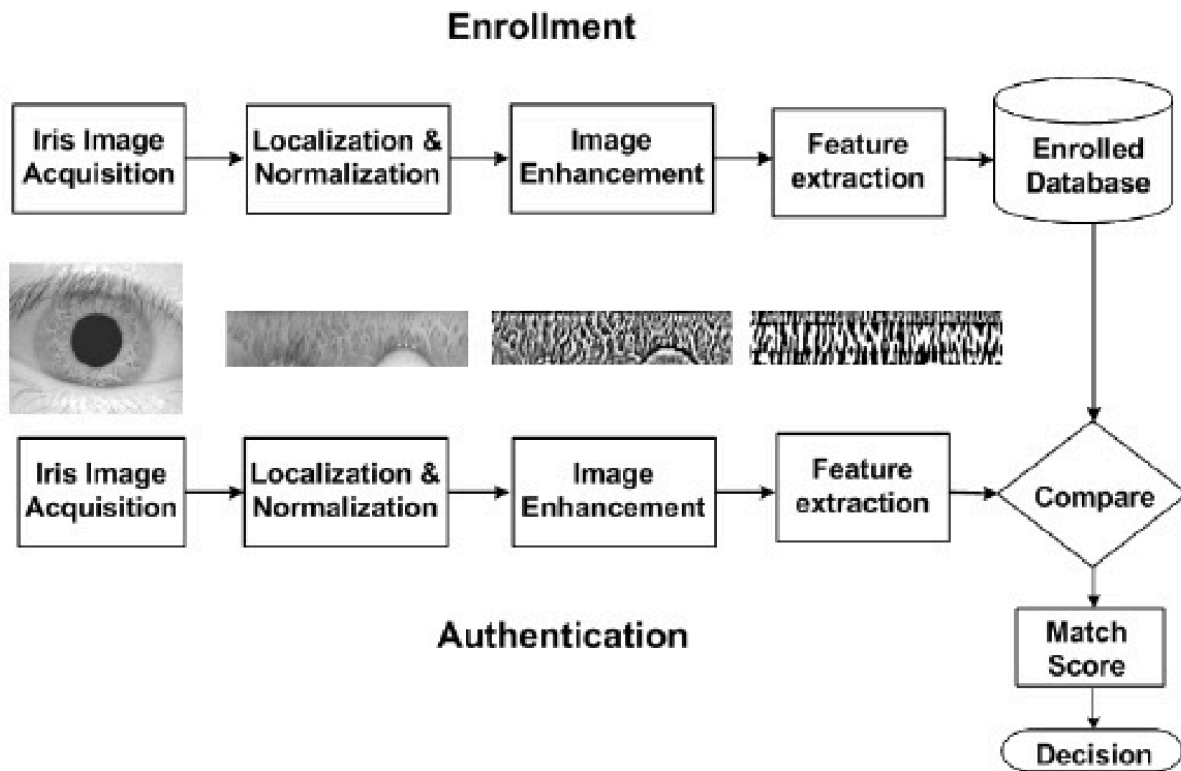 Enrollment
Iris Image
Acquisition
Localization &
Normalization
Image
Enhancement
Feature
extraction
Enrolled
Database
Iris Image
Acquisition
Localization &
Normalization
Image
Enhancement
Feature
extraction
Compare
Authentication
Match
Score
Decision